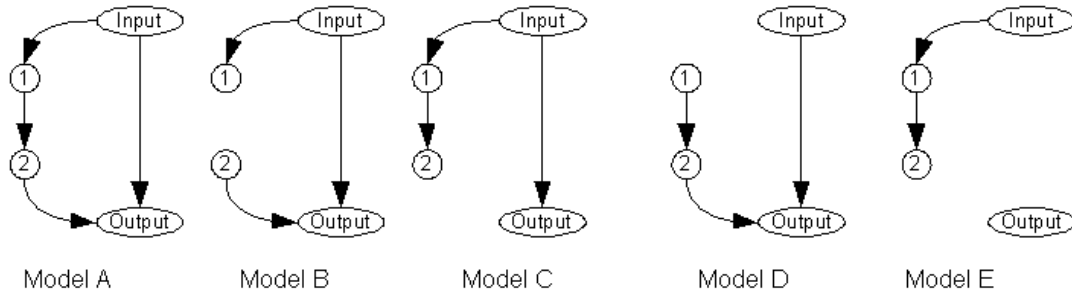 Input Input Input Input Input
1 1 1 1 1
2 2 2 2 2
Output Output Output Output Output
Model A Model B Model C Model D Model E